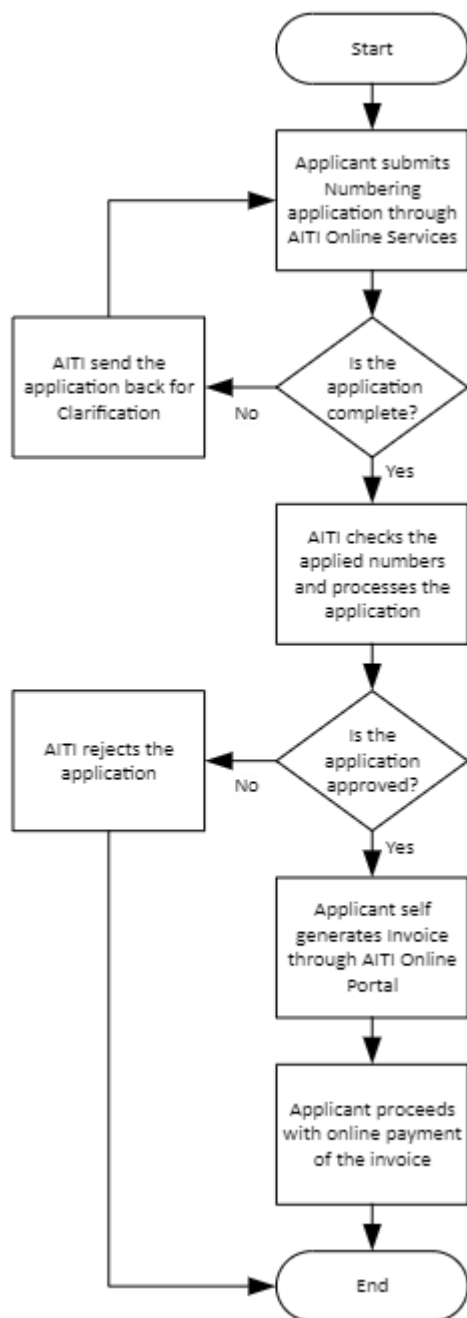 Start
Applicant submits
Numbering
application through
AITI Online Services
AITI send the
application back for
Clarification
No
Is the
application
complete?
Yes
AITI checks the
applied numbers
and processes the
application
AITI rejects the
application
No
Is the
application
approved?
Yes
Applicant self
generates Invoice
through AITI Online
Portal
Applicant proceeds
with online payment
of the invoice
End